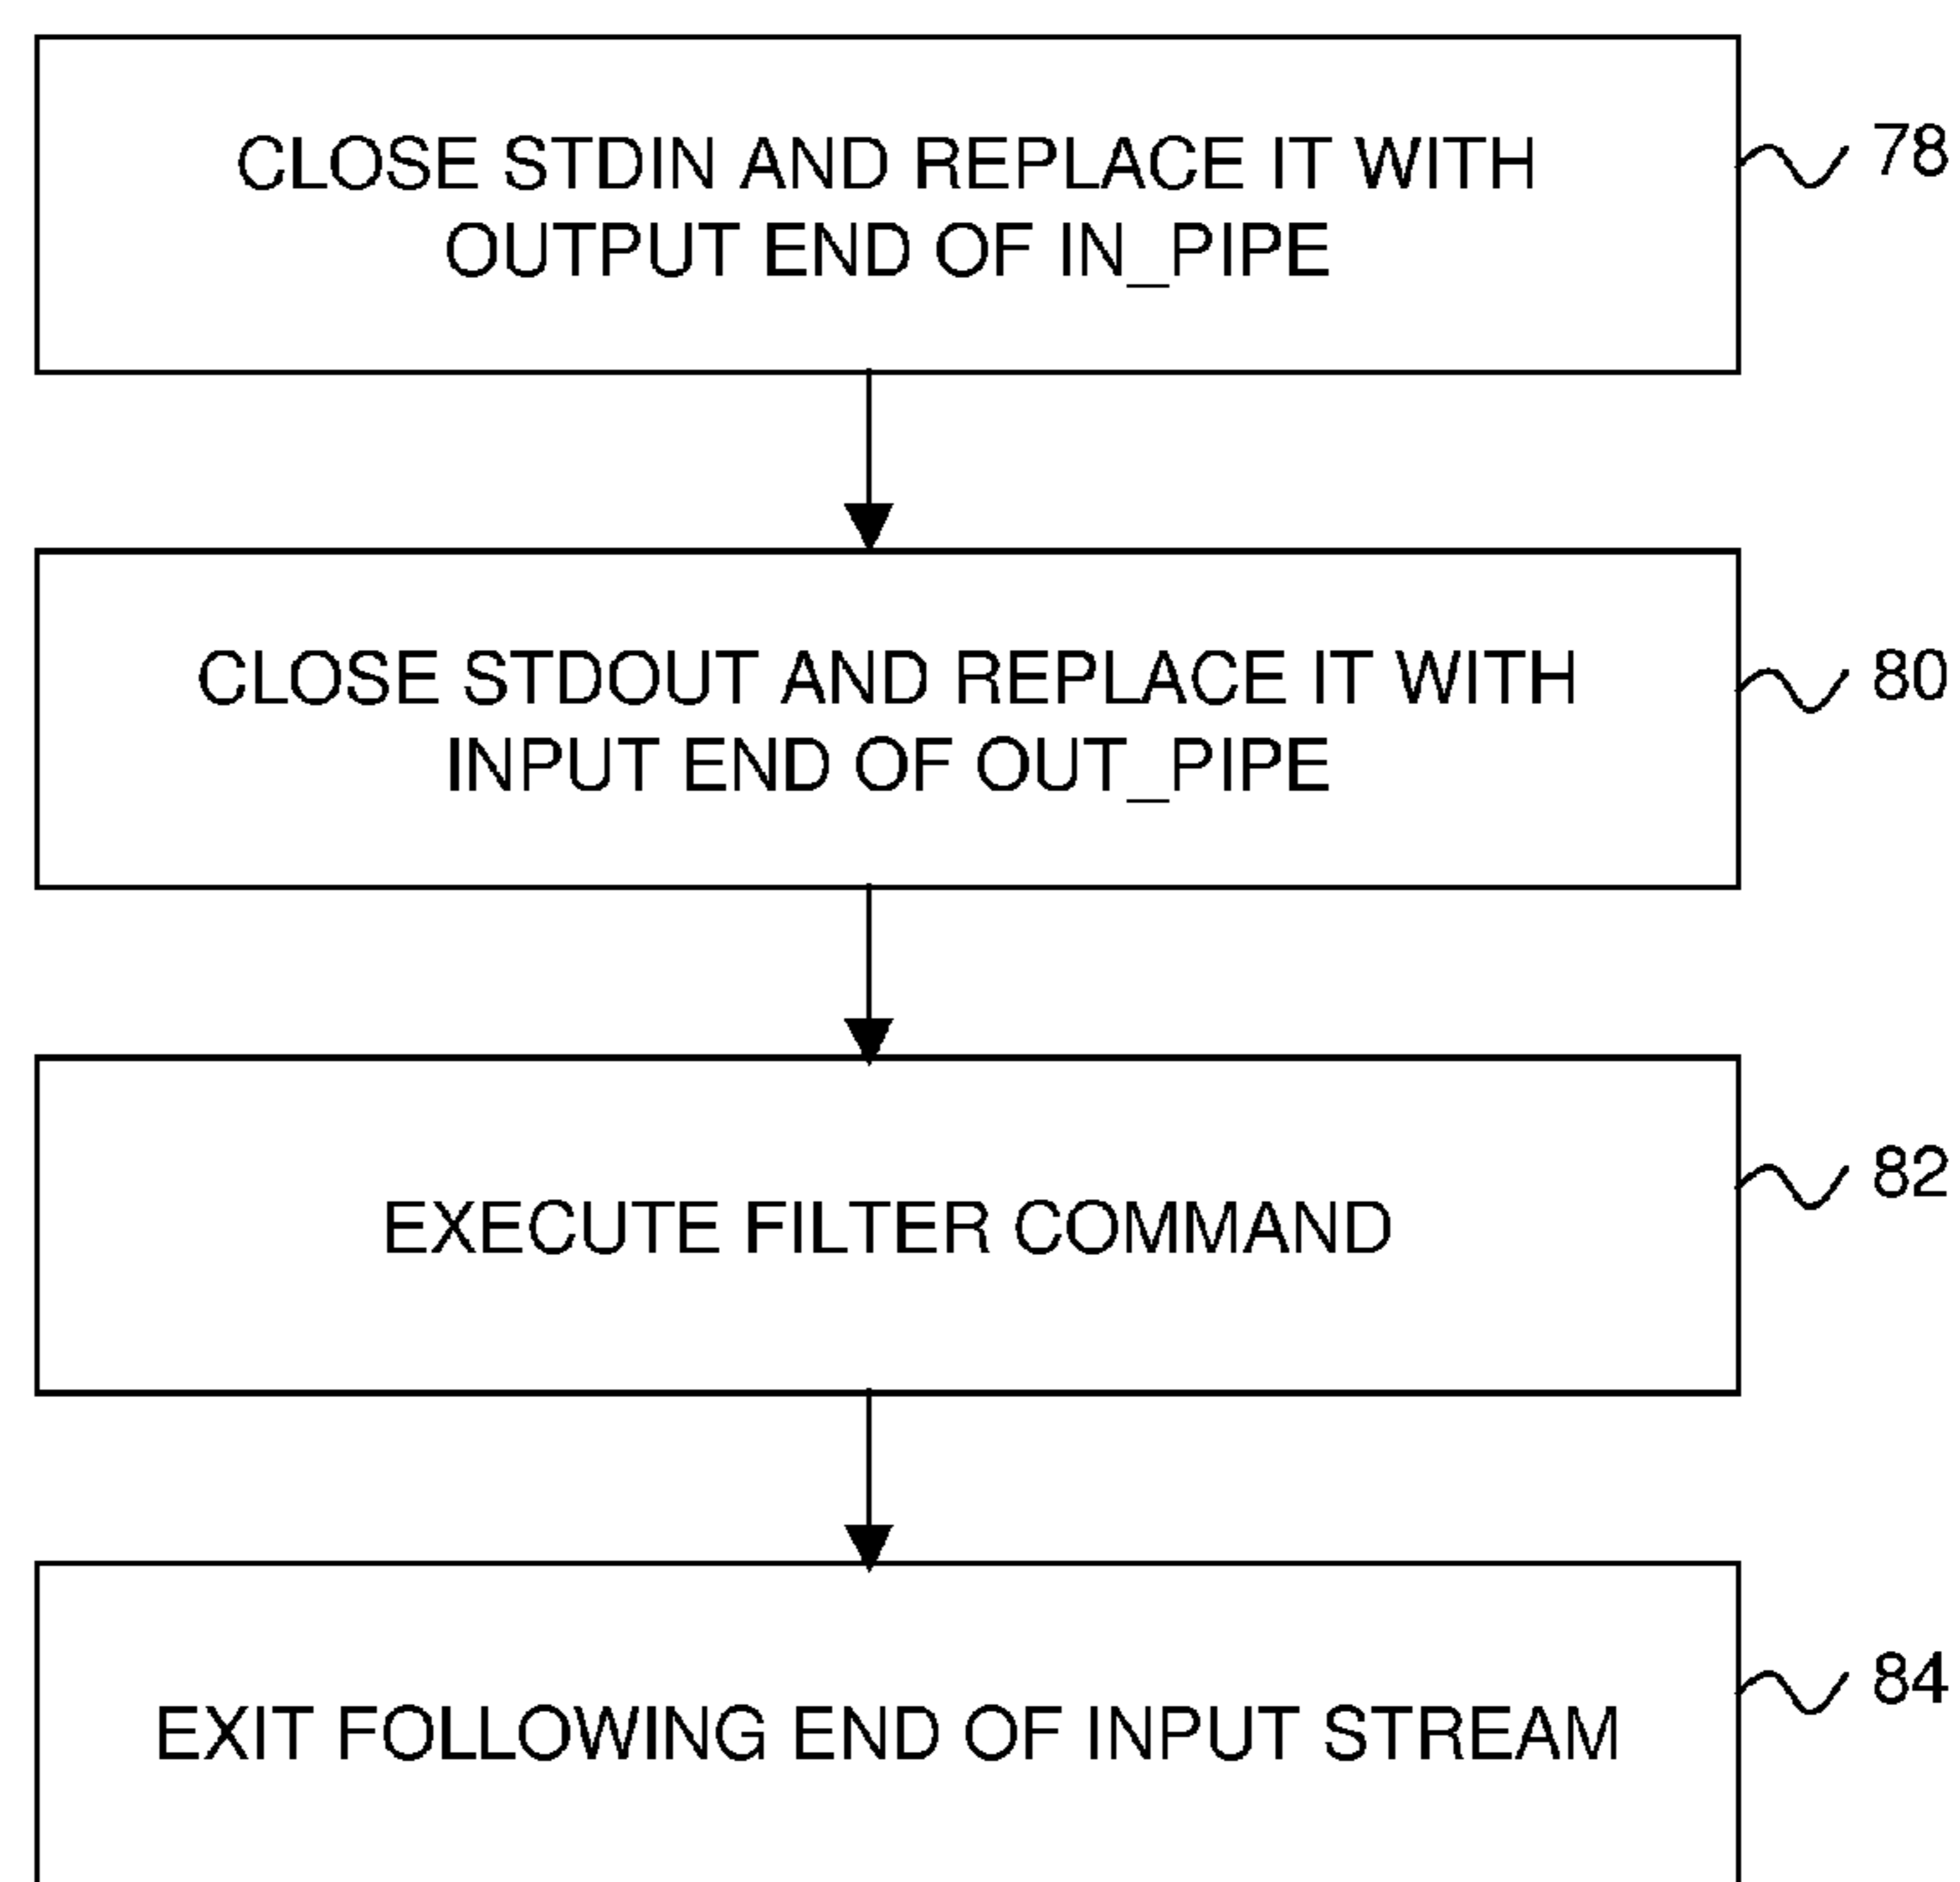 CLOSE STDIN AND REPLACE IT WITH
OUTPUT END OF IN_PIPE
78
CLOSE STDOUT AND REPLACE IT WITH
INPUT END OF OUT_PIPE
80
EXECUTE FILTER COMMAND
82
EXIT FOLLOWING END OF INPUT STREAM
84